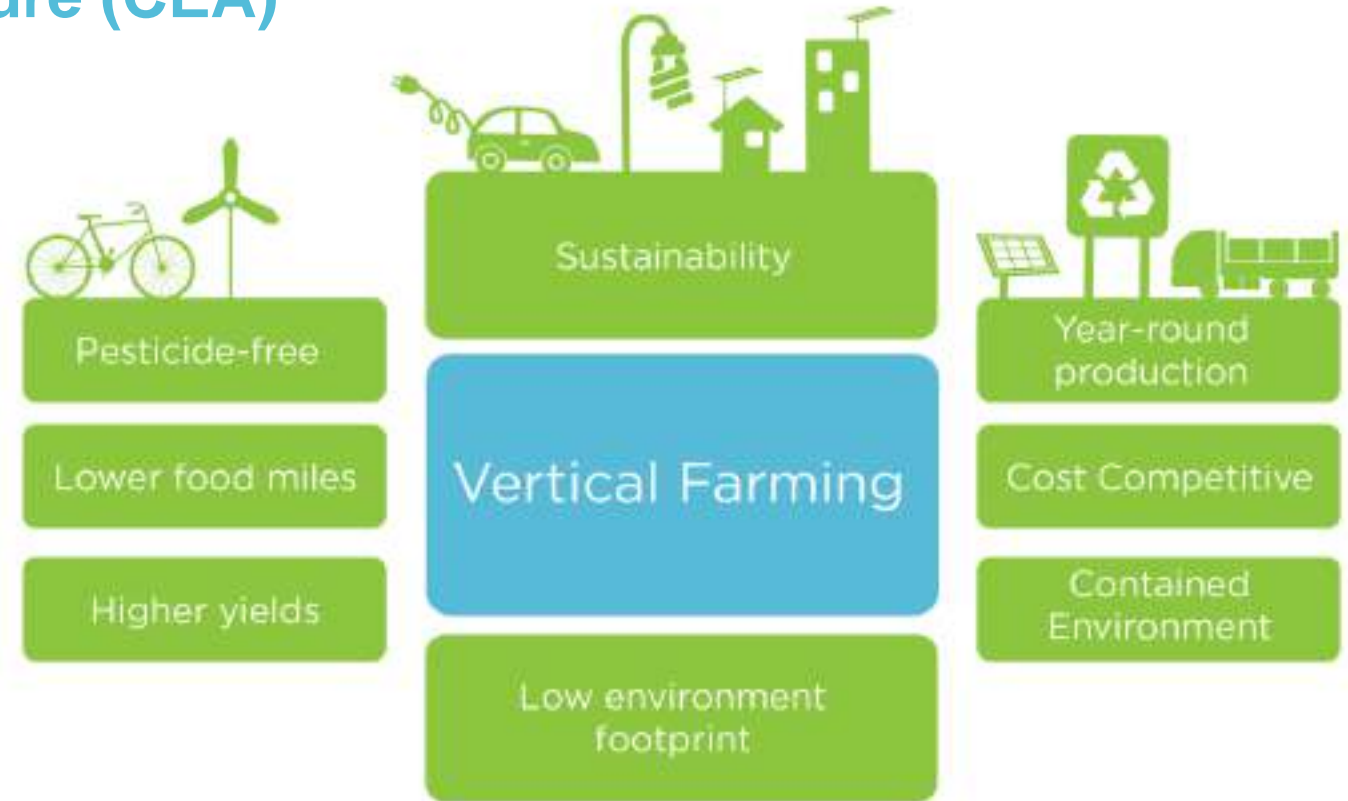 ure (CEA)
Sustainability
Pesticide-free
Year-round
production
Vertical Farming
Lower food miles
Cost Competitive
Higher yields
Contained
Environment
Low environment
footprint